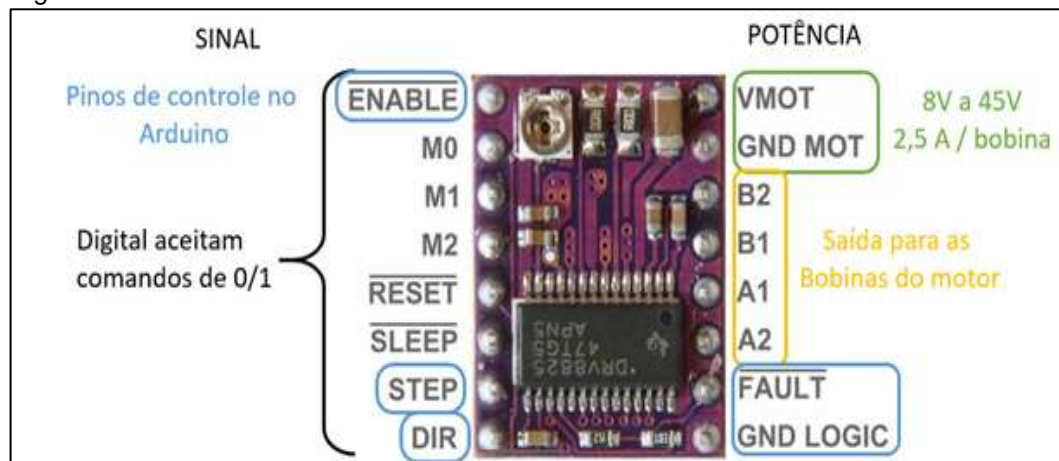 SINAL
POTÊNCIA
Pinos de controle no
Arduino
ENABLE
M0
M1
M2
RESET
SLEEP
STEP
DIR
Digital aceitam
comandos de 0/1
VMOT
GND MOT
8V a 45V
2,5 A / bobina
B2
B1
A1
A2
Saída para as
Bobinas do motor
FAULT
GND LOGIC
DRV8825
47TG5
APN5